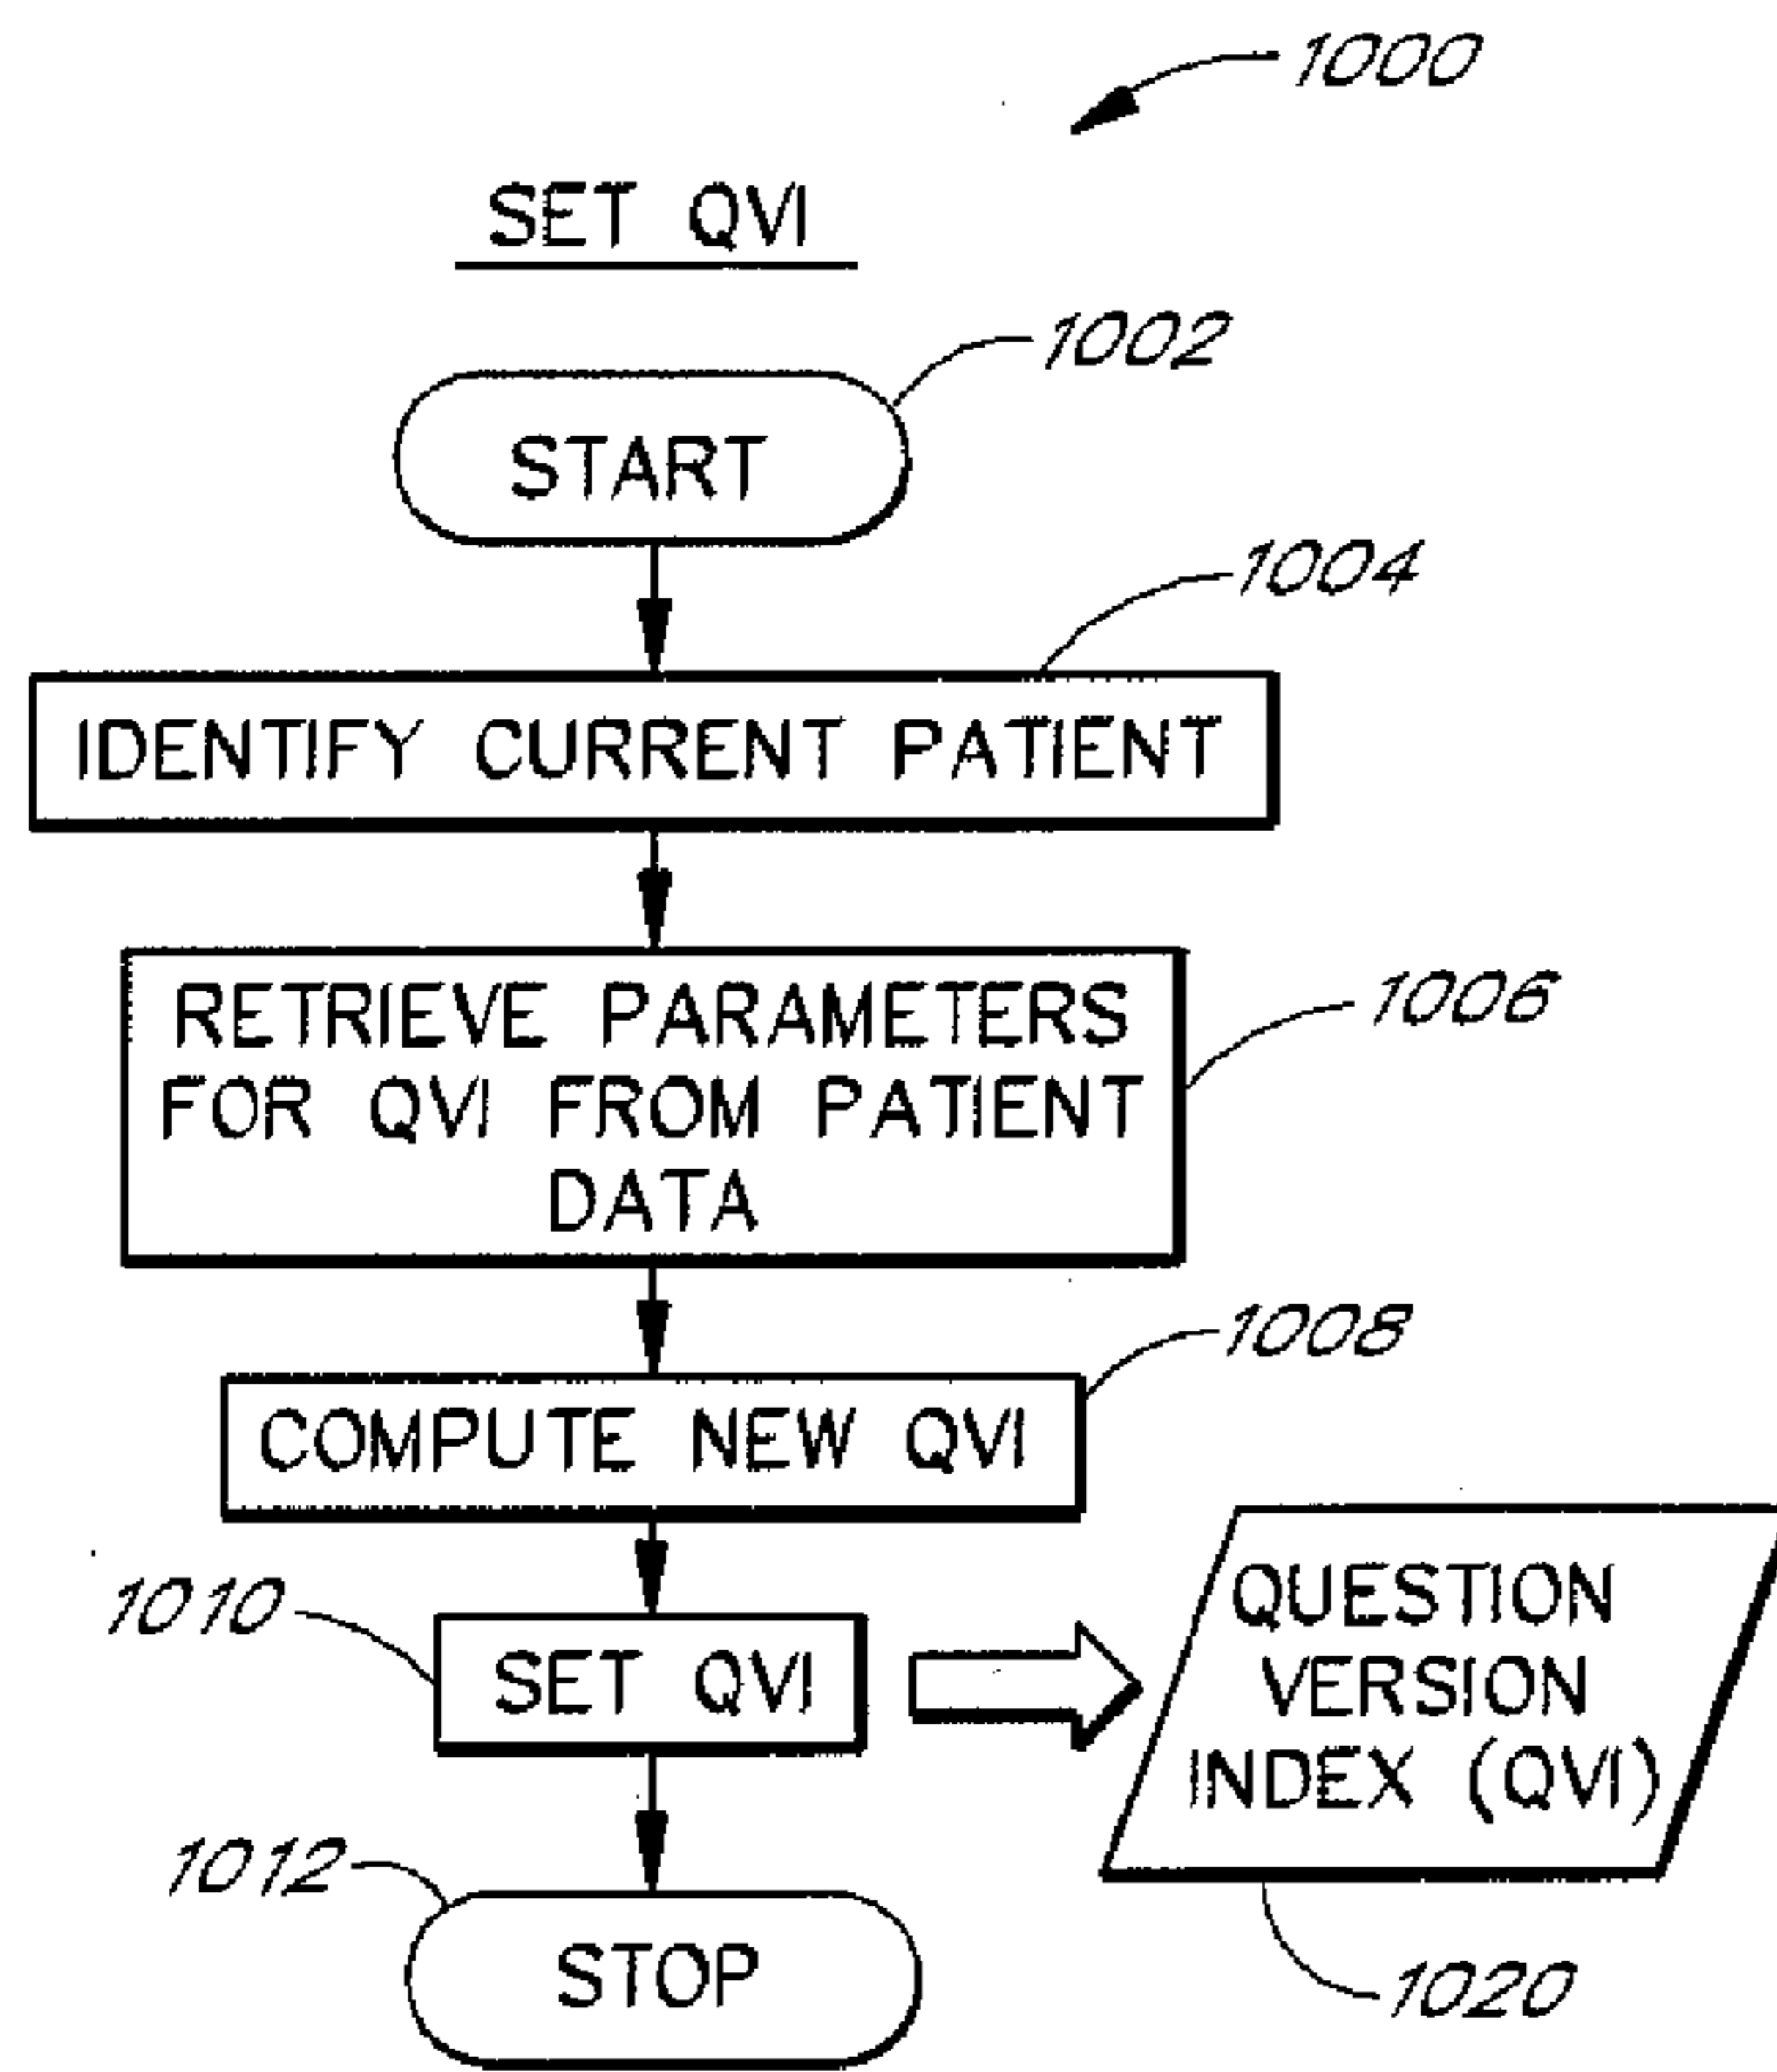 1000
SET QVI
1002
START
1004
IDENTIFY CURRENT PATIENT
1006
RETRIEVE PARAMETERS
FOR QVI FROM PATIENT
DATA
1008
COMPUTE NEW QVI
1010
SET QVI
QUESTION
VERSION
INDEX (QVI)
1012
STOP
1020